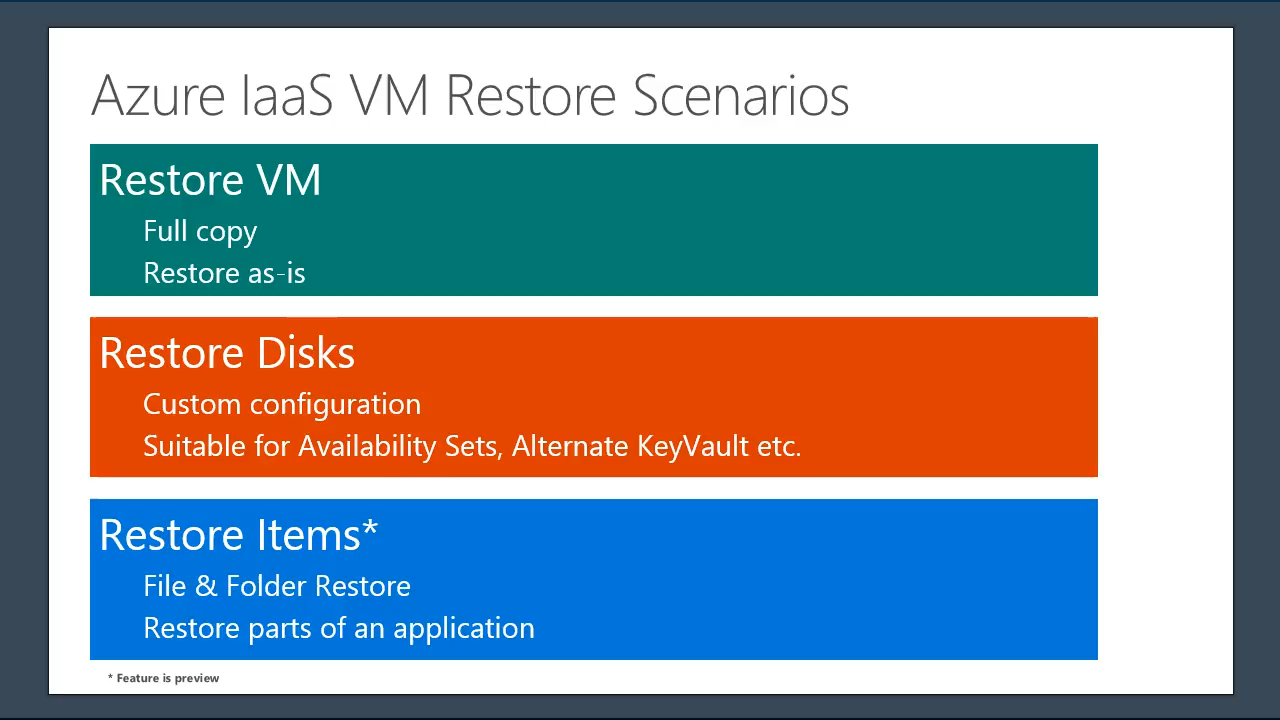 Azure IaaS VM Restore Scenarios
Restore VM
Full copy
Restore as-is
Restore Disks
Custom configuration
Suitable for Availability Sets, Alternate KeyVault etc.
Restore Items*
File & Folder Restore
Restore parts of an application
* Feature is preview